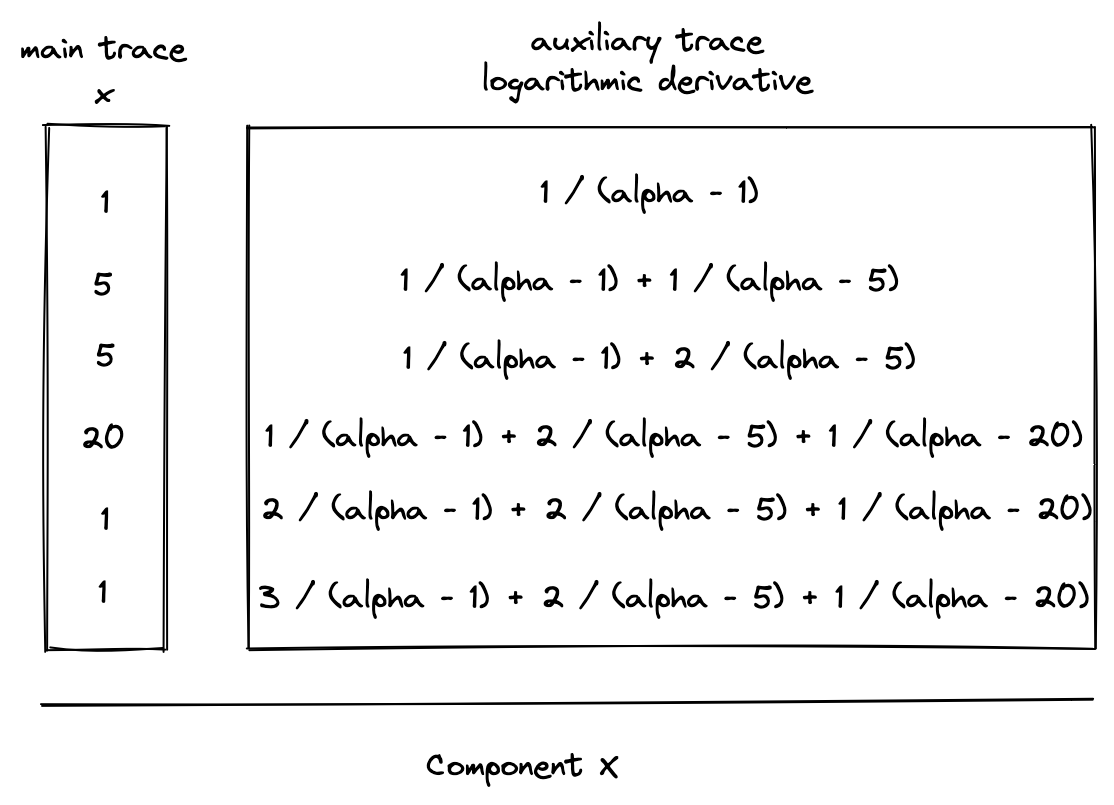 main trace
x
auxiliary trace
logarithmic derivative
1
1 / (alpha - 1)
5
1 / (alpha - 1) + 1 / (alpha - 5)
5
1 / (alpha - 1) + 2 / (alpha - 5)
20
1 / (alpha - 1) + 2 / (alpha - 5) + 1 / (alpha - 20)
1
2 / (alpha - 1) + 2 / (alpha - 5) + 1 / (alpha - 20)
1
3 / (alpha - 1) + 2 / (alpha - 5) + 1 / (alpha - 20)
Component X